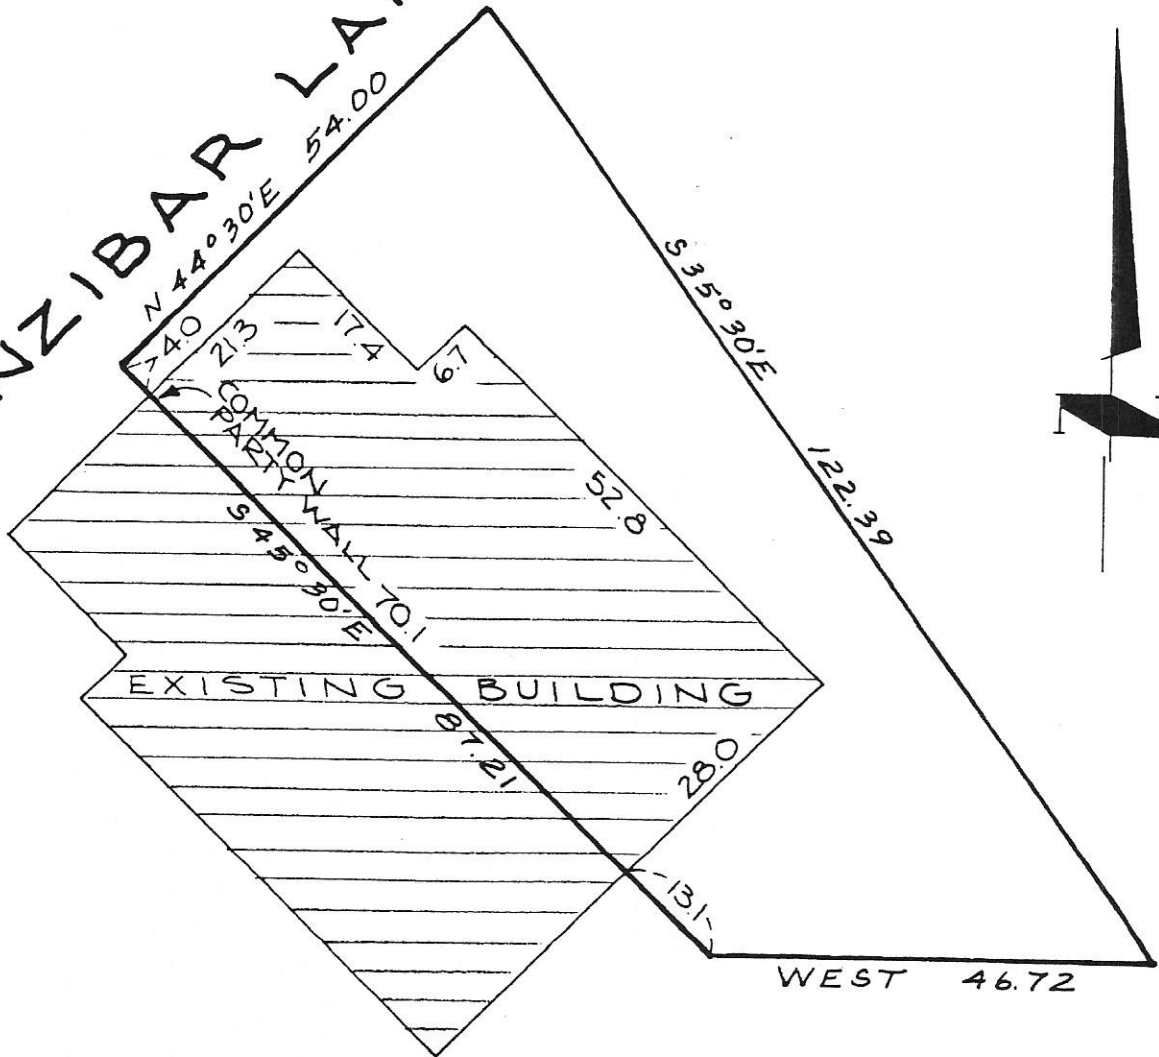 NZIBAR LA
N 44° 30' E 54.00
4.0
21.3
17.4
6.7
S 35° 30' E 122.39
COMMON
PARTY WALL 70.1
52.8
S 45° 30' E 87.21
EXISTING BUILDING
28.0
13.1
WEST 46.72